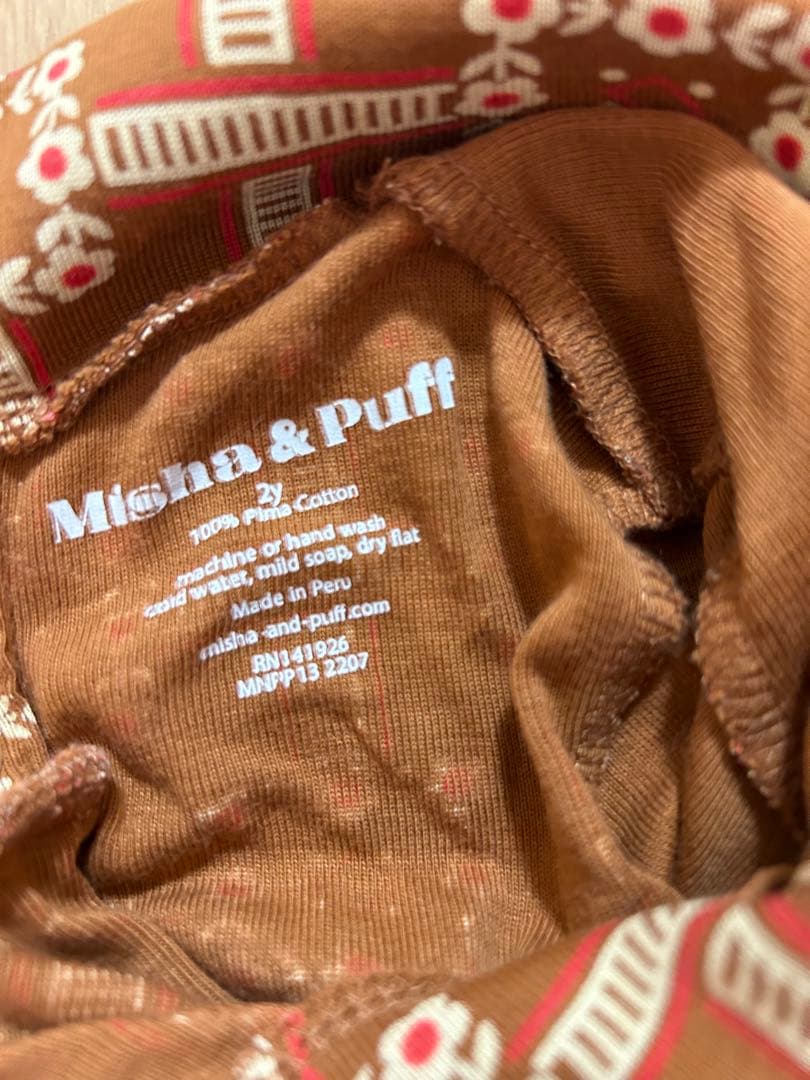 Misha & Puff
2y
100% Pima Cotton
machine or hand wash
cold water, mild soap, dry flat
Made in Peru
misha-and-puff.com
RN141926
MNPP13 2207